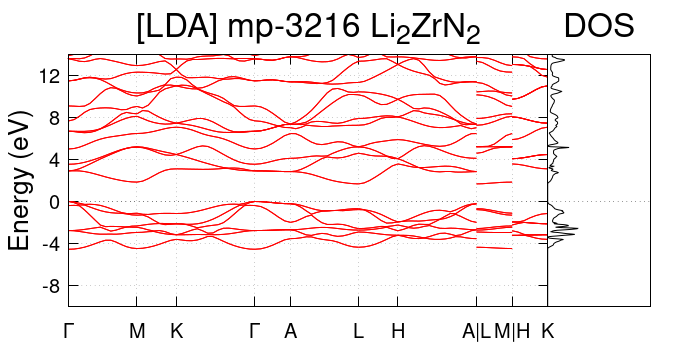 [LDA] mp-3216 Li₂ZrN₂ DOS
Energy (eV)
12
8
4
0
-4
-8
Γ M K Γ A L H A|L M|H K